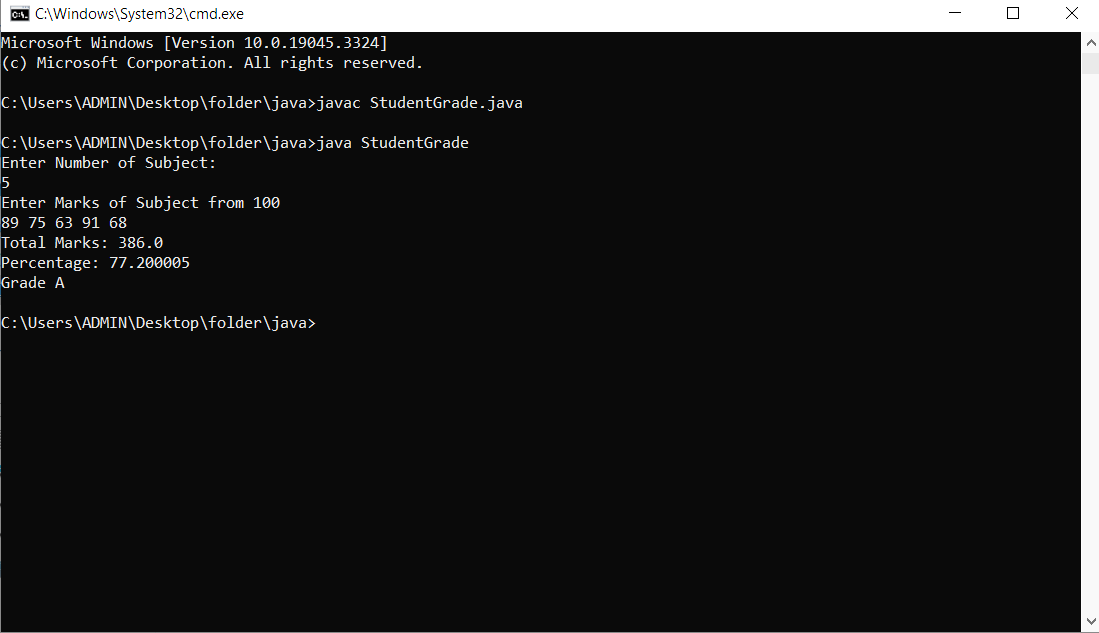 C:\Windows\System32\cmd.exe
Microsoft Windows [Version 10.0.19045.3324]
(c) Microsoft Corporation. All rights reserved.
C:\Users\ADMIN\Desktop\folder\java>javac StudentGrade.java
C:\Users\ADMIN\Desktop\folder\java>java StudentGrade
Enter Number of Subject:
5
Enter Marks of Subject from 100
89 75 63 91 68
Total Marks: 386.0
Percentage: 77.200005
Grade A
C:\Users\ADMIN\Desktop\folder\java>